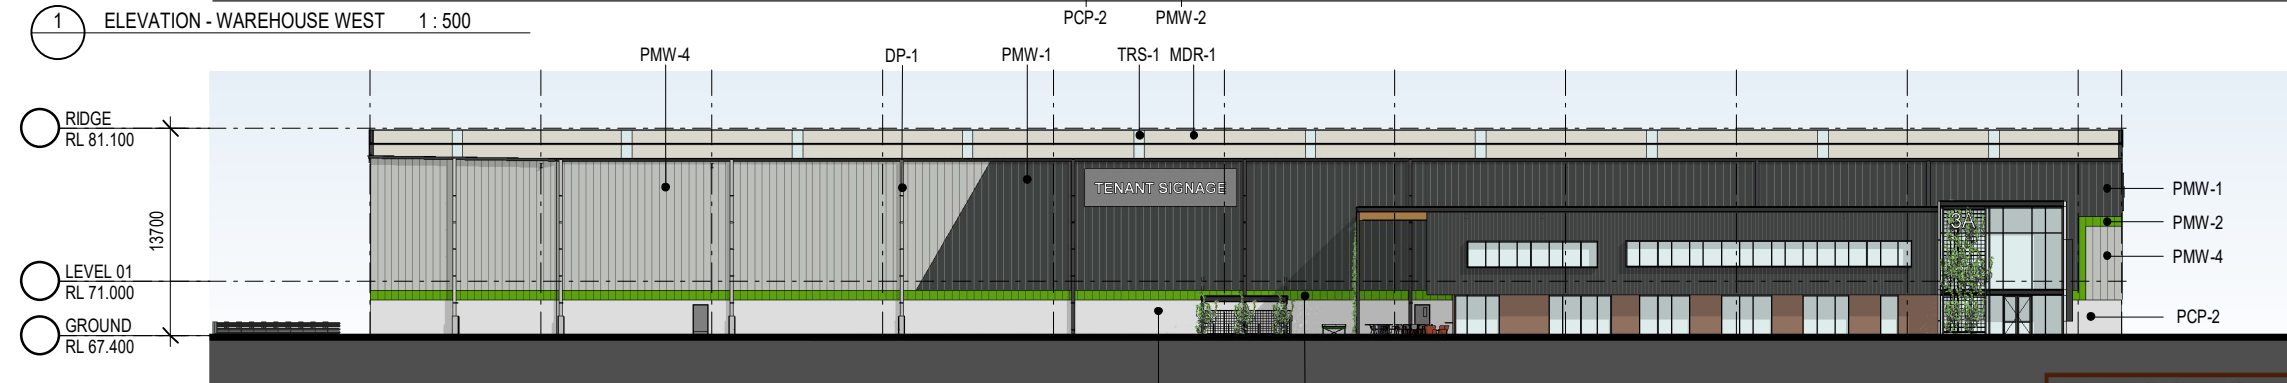 PCP-2 PMW-2
1 ELEVATION - WAREHOUSE WEST 1 : 500
PMW-4 DP-1 PMW-1 TRS-1 MDR-1
RIDGE
RL 81.100
TENANT SIGNAGE
PMW-1
3A
PMW-2
13700
PMW-4
LEVEL 01
RL 71.000
PCP-2
GROUND
RL 67.400